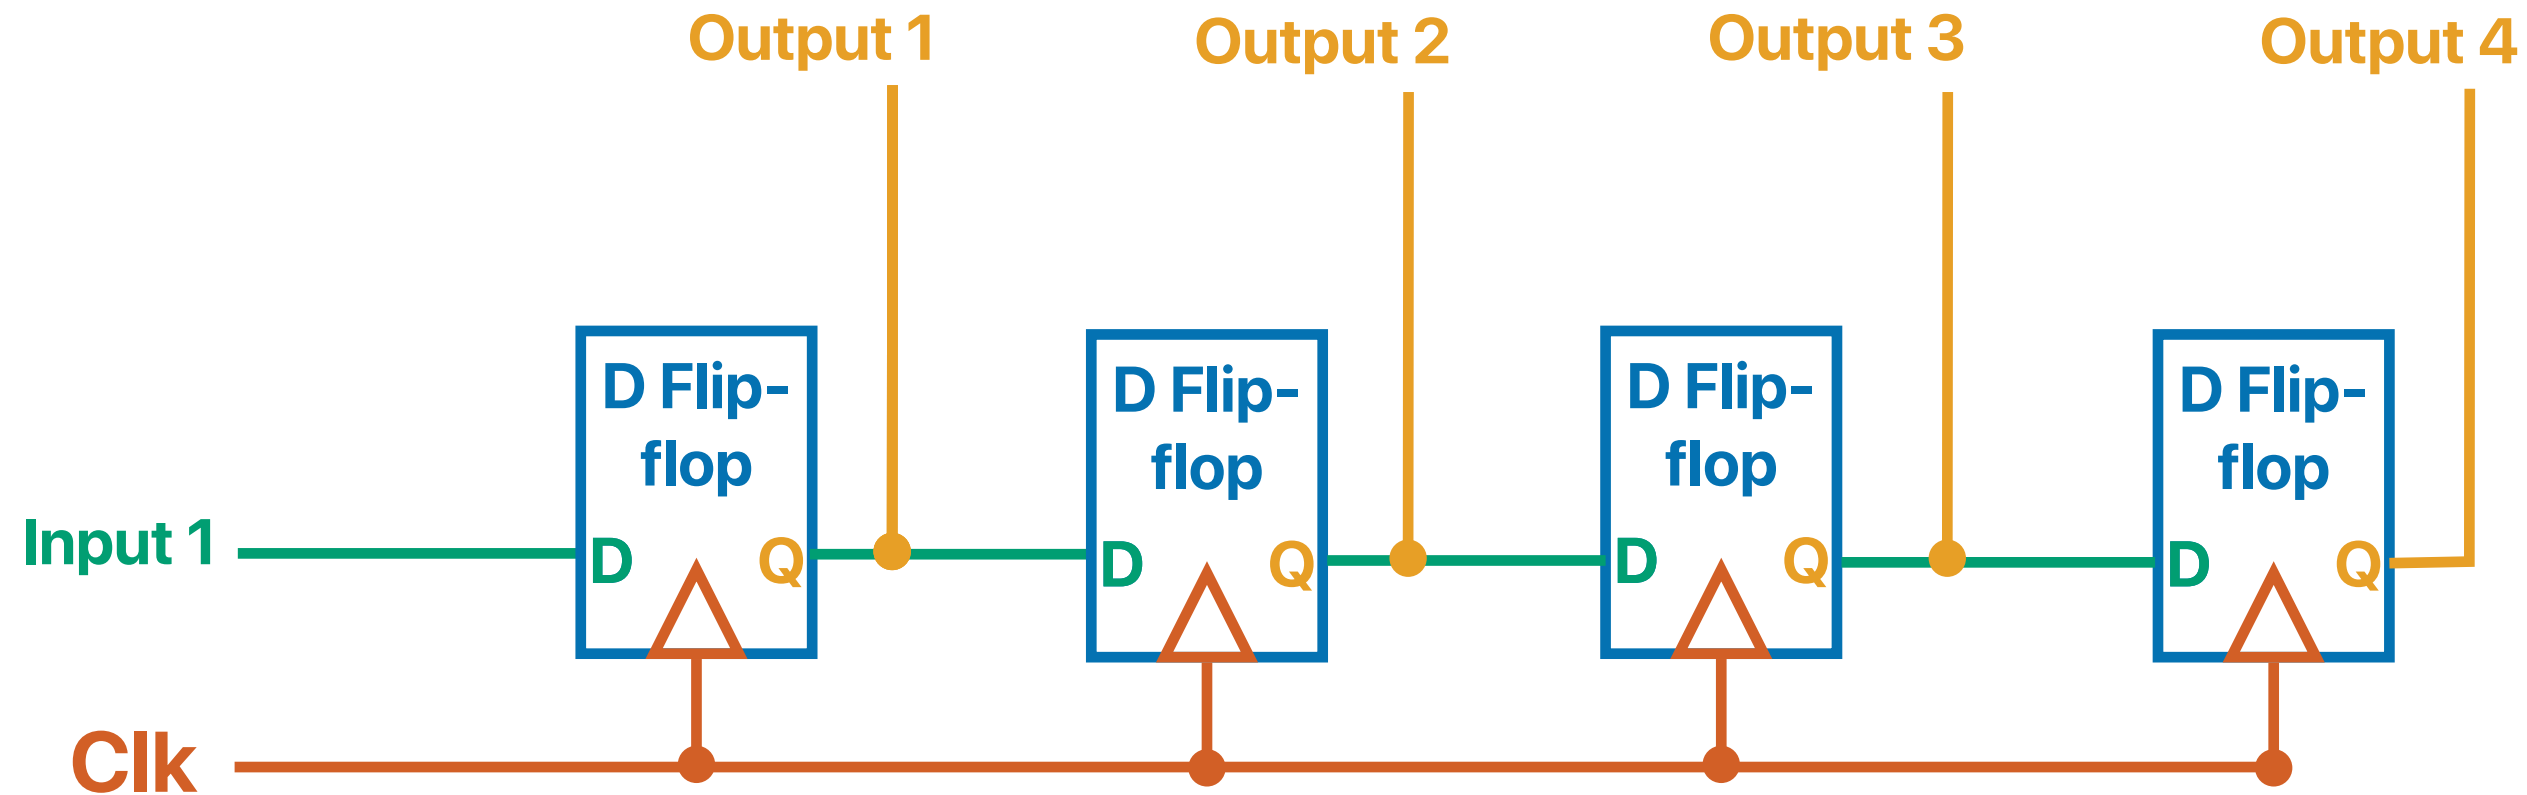 Output 1
Output 2
Output 3
Output 4
D Flip-
flop
D Flip-
flop
D Flip-
flop
D Flip-
flop
Input 1
D
Q
D
Q
D
Q
D
Q
Clk